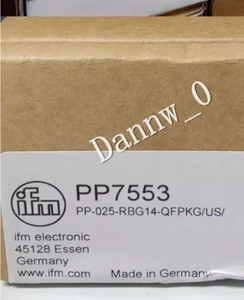 Dannw_0
ifm
PP7553
PP-025-RBG14-QFPKG/US/
ifm electronic
45128 Essen
Germany
www.ifm.com Made in Germany